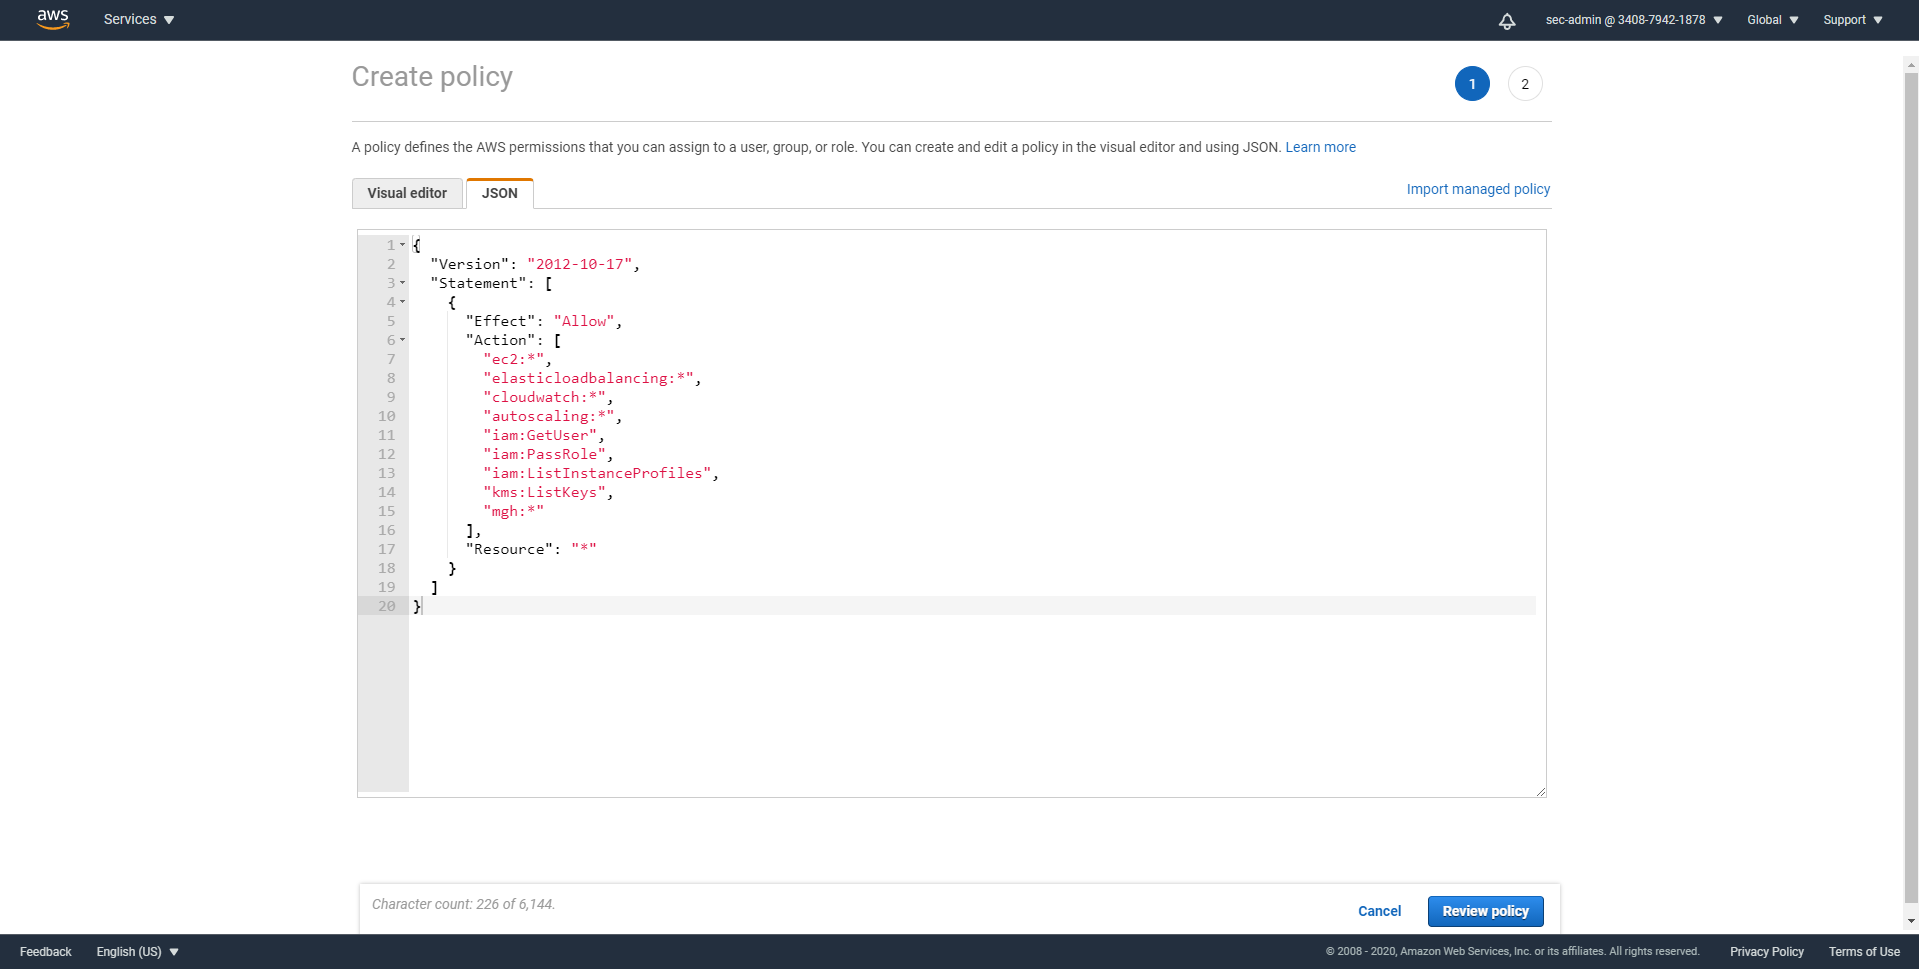 aws Services sec-admin @ 3408-7942-1878 Global Support
Create policy
1 2
A policy defines the AWS permissions that you can assign to a user, group, or role. You can create and edit a policy in the visual editor and using JSON. Learn more
Visual editor JSON Import managed policy
1 {
2 "Version": "2012-10-17",
3 "Statement": [
4 {
5 "Effect": "Allow",
6 "Action": [
7 "ec2:*",
8 "elasticloadbalancing:*",
9 "cloudwatch:*",
10 "autoscaling:*",
11 "iam:GetUser",
12 "iam:PassRole",
13 "iam:ListInstanceProfiles",
14 "kms:ListKeys",
15 "mgh:*"
16 ],
17 "Resource": "*"
18 }
19 ]
20 }
Character count: 226 of 6,144.
Cancel Review policy
Feedback English (US) © 2008 - 2020, Amazon Web Services, Inc. or its affiliates. All rights reserved. Privacy Policy Terms of Use